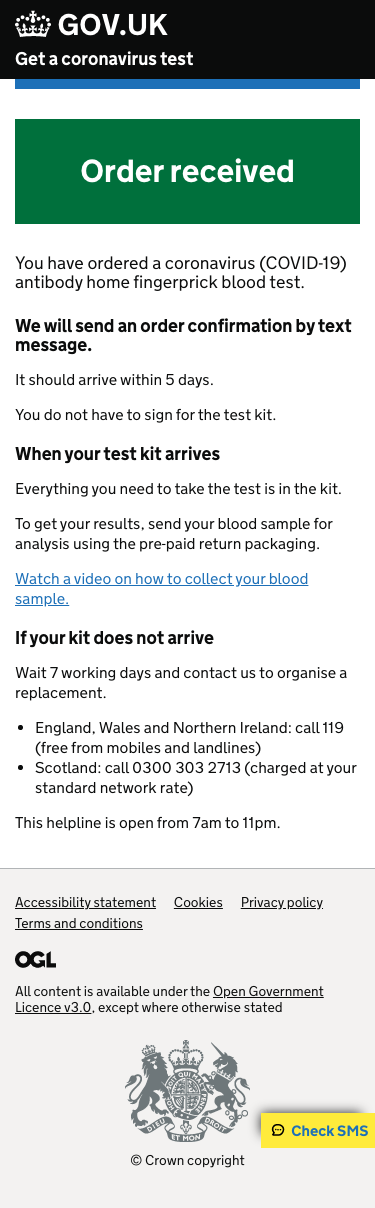 GOV.UK
Get a coronavirus test
Order received
You have ordered a coronavirus (COVID-19)
antibody home fingerprick blood test.
We will send an order confirmation by text
message.
It should arrive within 5 days.
You do not have to sign for the test kit.
When your test kit arrives
Everything you need to take the test is in the kit.
To get your results, send your blood sample for
analysis using the pre-paid return packaging.
Watch a video on how to collect your blood
sample.
If your kit does not arrive
Wait 7 working days and contact us to organise a
replacement.
• England, Wales and Northern Ireland: call 119
(free from mobiles and landlines)
• Scotland: call 0300 303 2713 (charged at your
standard network rate)
This helpline is open from 7am to 11pm.
Accessibility statement Cookies Privacy policy
Terms and conditions
OGL
All content is available under the Open Government
Licence v3.0, except where otherwise stated
DIEU ET MON
Check SMS
© Crown copyright